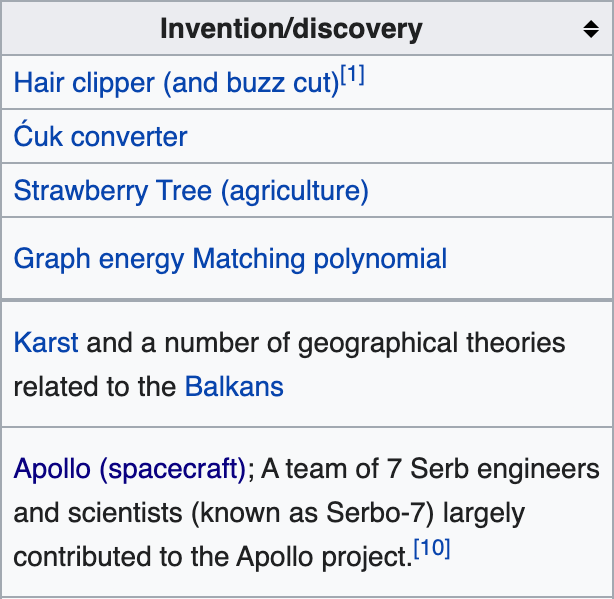 Invention/discovery
Hair clipper (and buzz cut)[1]
Ćuk converter
Strawberry Tree (agriculture)
Graph energy Matching polynomial
Karst and a number of geographical theories
related to the Balkans
Apollo (spacecraft); A team of 7 Serb engineers
and scientists (known as Serbo-7) largely
contributed to the Apollo project.[10]